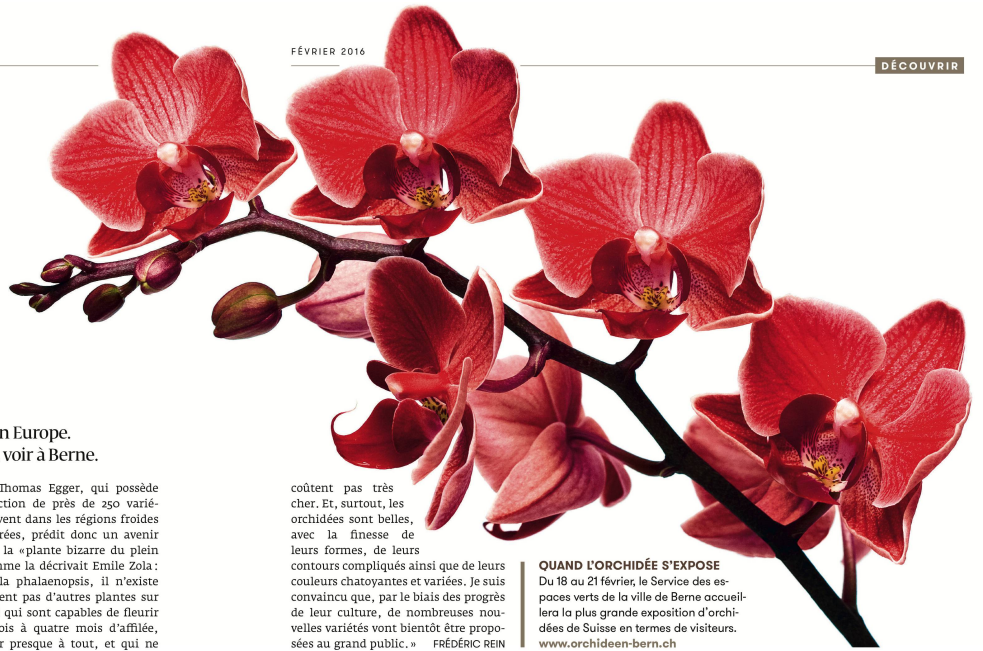 FÉVRIER 2016
DÉCOUVRIR
n Europe.
voir à Berne.
Thomas Egger, qui possède
ction de près de 250 varié-
vent dans les régions froides
rées, prédit donc un avenir
la «plante bizarre du plein
me la décrivait Emile Zola :
la phalaenopsis, il n’existe
ent pas d’autres plantes sur
qui sont capables de fleurir
ois à quatre mois d’affilée,
r presque à tout, et qui ne
coûtent pas très
cher. Et, surtout, les
orchidées sont belles,
avec la finesse de
leurs formes, de leurs
contours compliqués ainsi que de leurs
couleurs chatoyantes et variées. Je suis
convaincu que, par le biais des progrès
de leur culture, de nombreuses nou-
velles variétés vont bientôt être propo-
sées au grand public. » FRÉDÉRIC REIN
QUAND L’ORCHIDÉE S’EXPOSE
Du 18 au 21 février, le Service des es-
paces verts de la ville de Berne accueil-
lera la plus grande exposition d’orchi-
dées de Suisse en termes de visiteurs.
www.orchideen-bern.ch